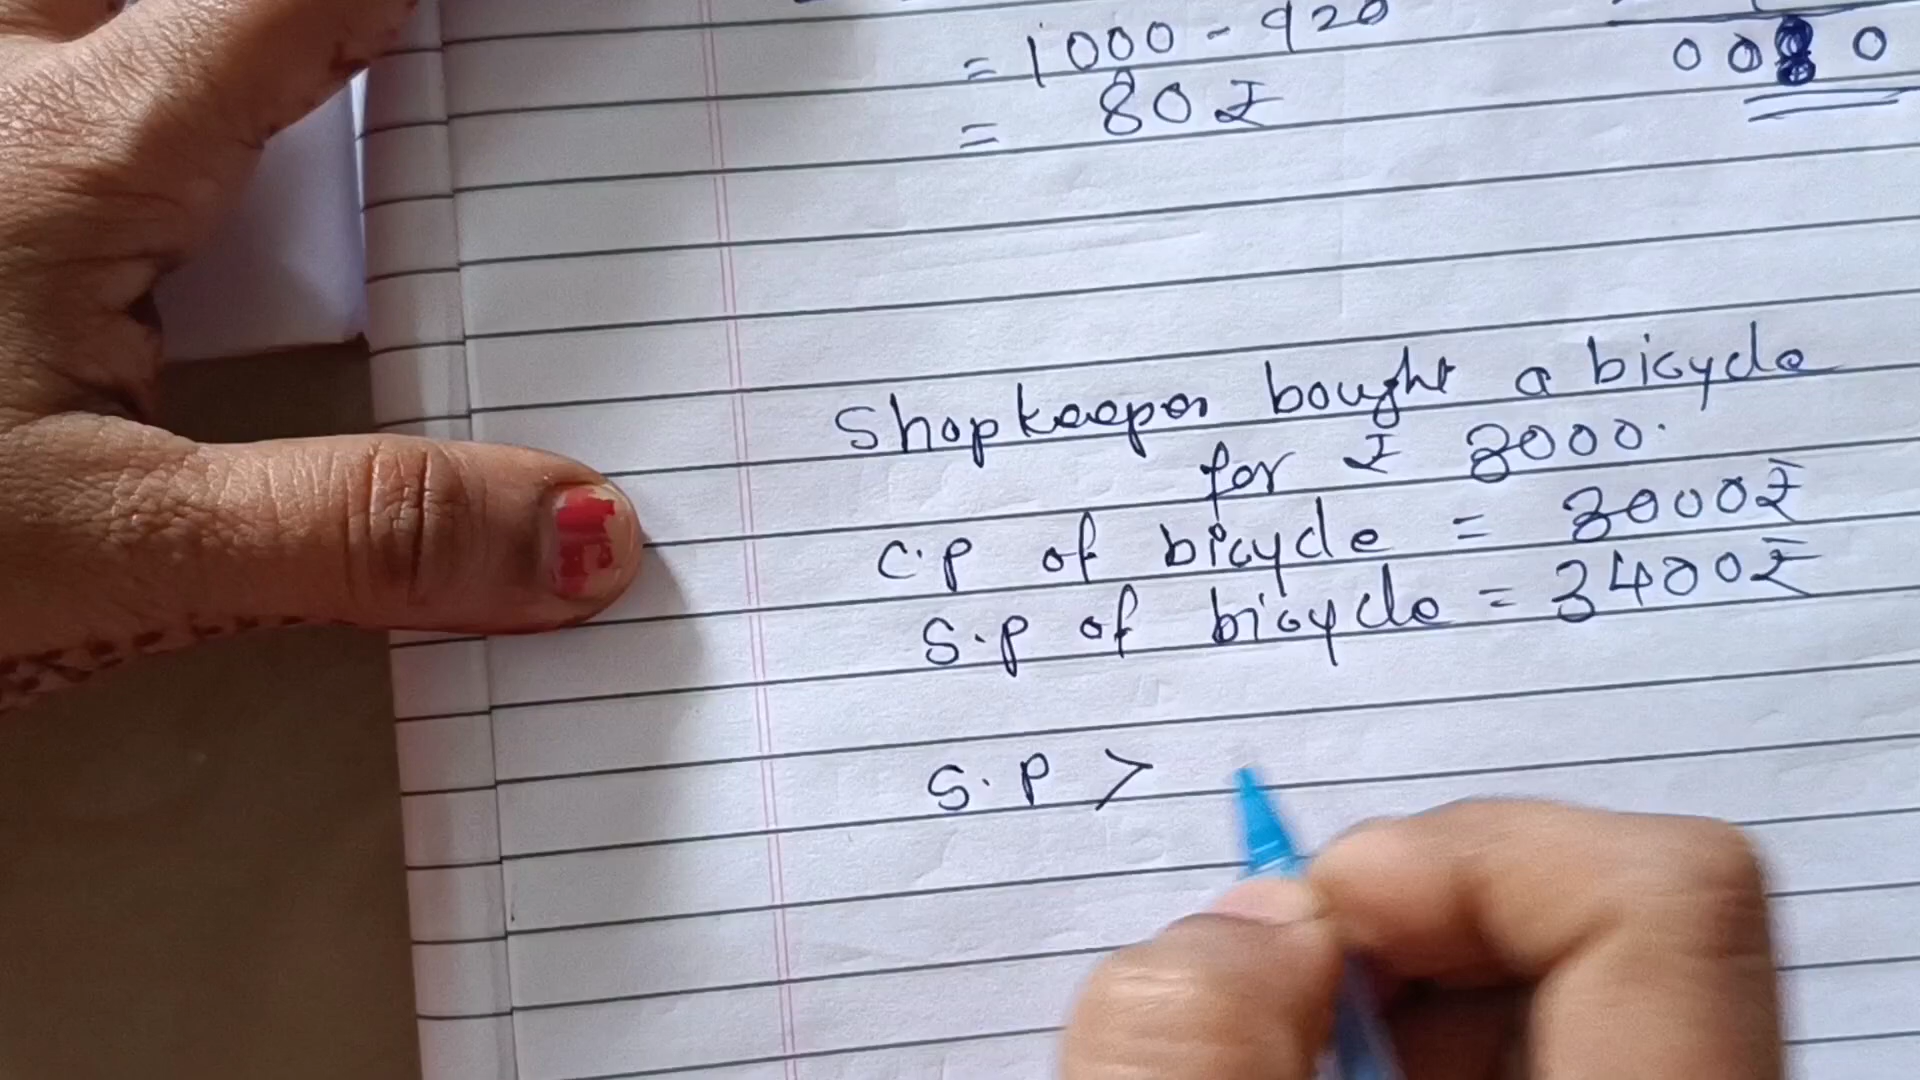 = 1000 - 920
= 80 ₹
0080
Shopkeeper bought a bicycle
for ₹ 3000.
C.P of bicycle = 3000₹
S.P of bicycle = 3400₹
S.P >